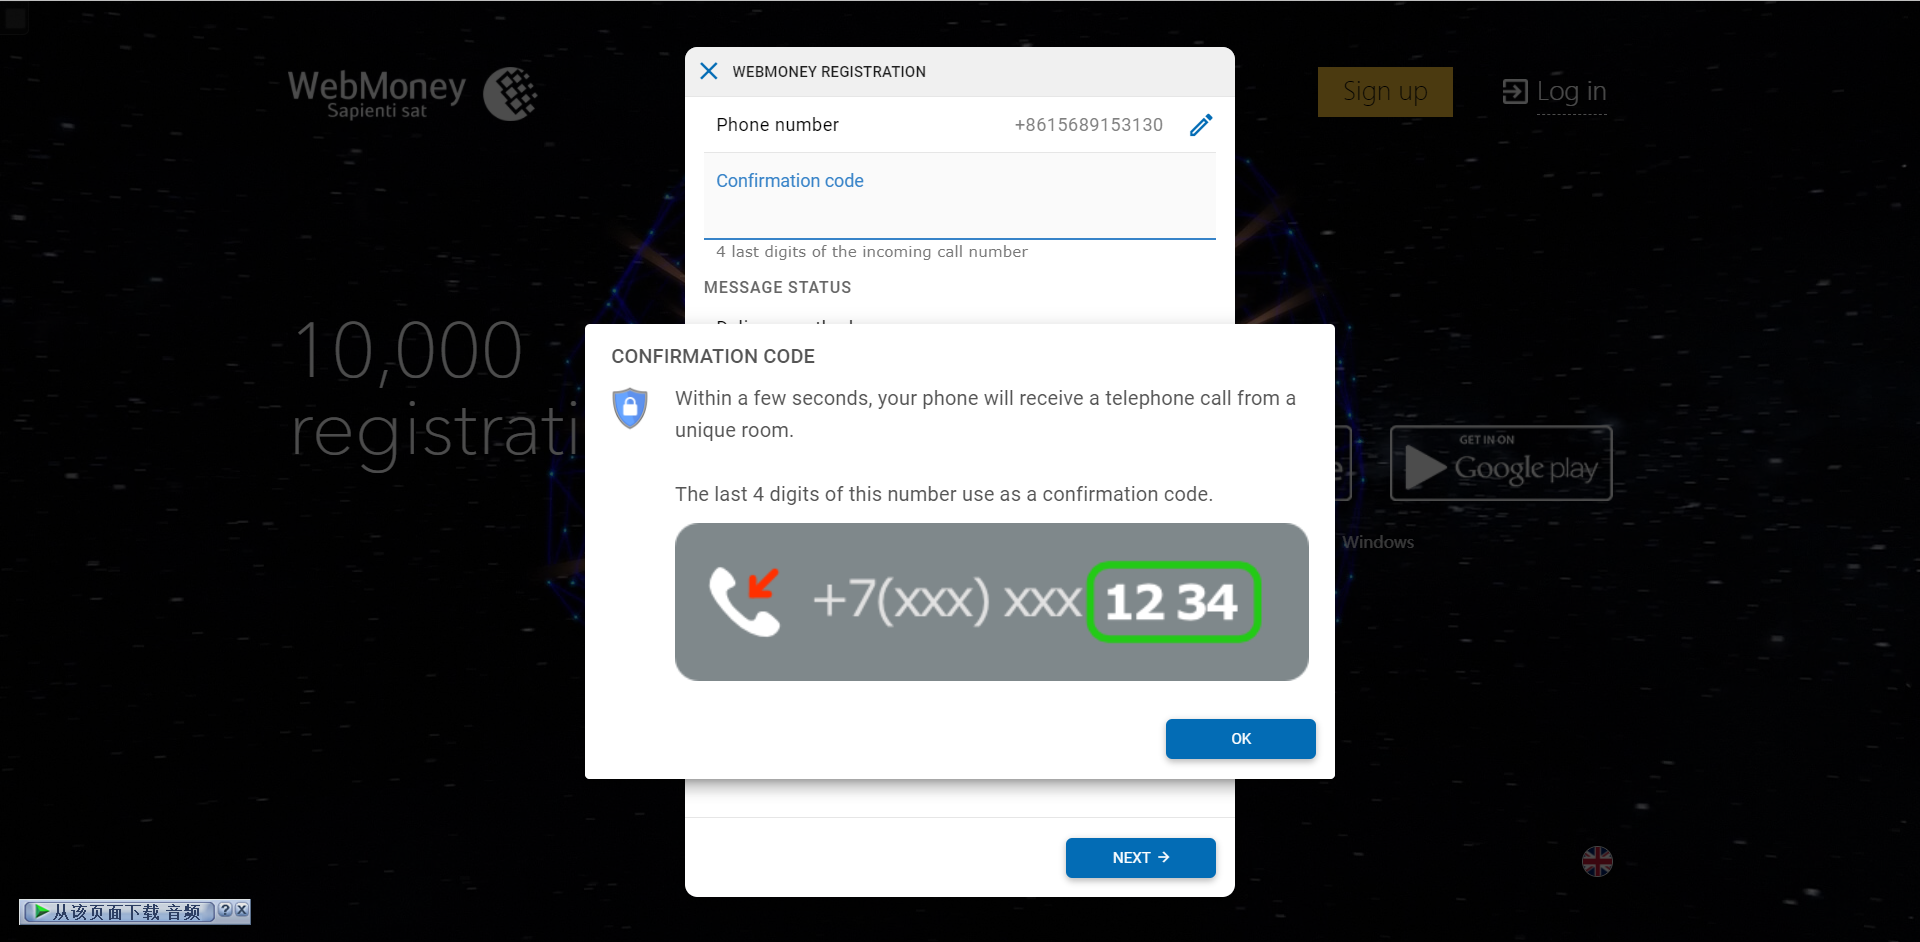 WebMoney
Sapienti sat
WEBMONEY REGISTRATION
Sign up
Log in
Phone number
+8615689153130
Confirmation code
4 last digits of the incoming call number
MESSAGE STATUS
10,000
registrati
CONFIRMATION CODE
Within a few seconds, your phone will receive a telephone call from a
unique room.
The last 4 digits of this number use as a confirmation code.
+7(xxx) xxx 12 34
OK
GET IN ON
Google play
Windows
NEXT
从该页面下载 音频